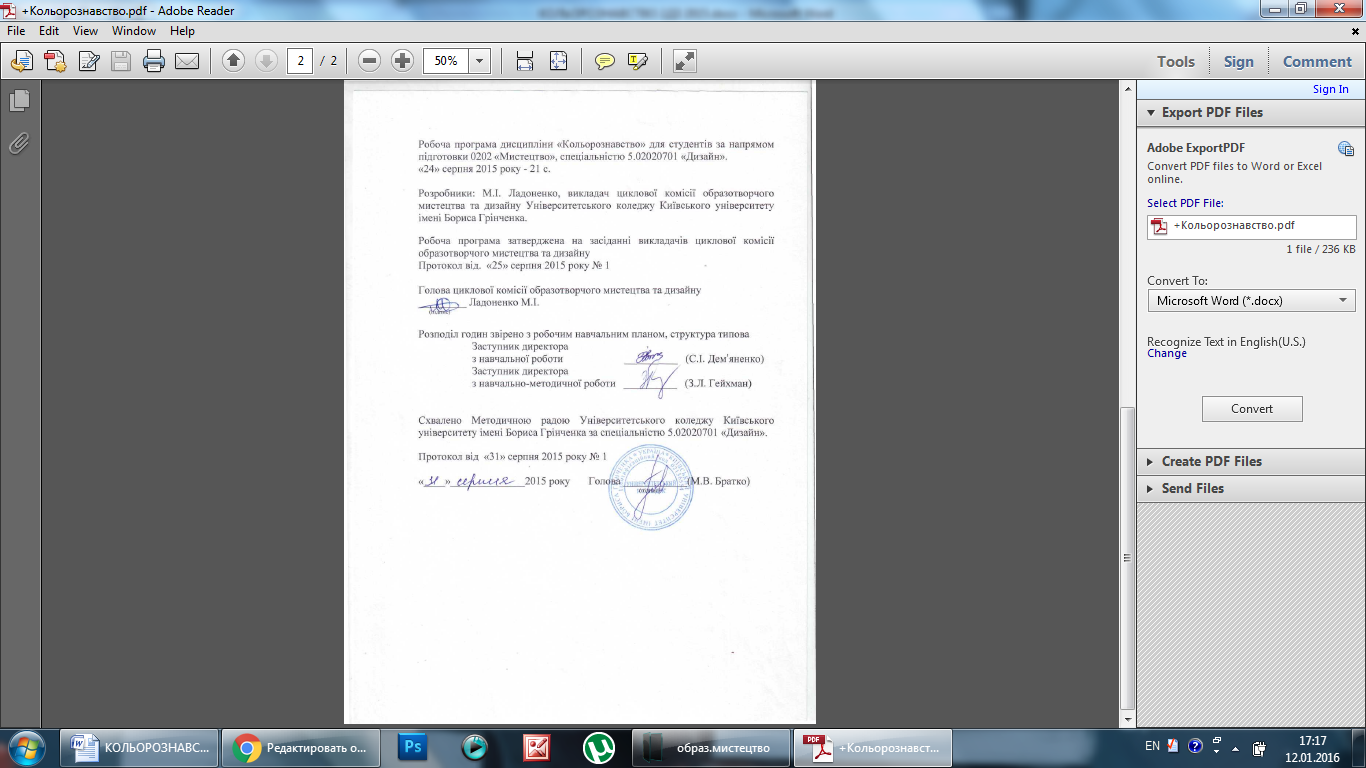 +Кольорознавство.pdf - Adobe Reader
File Edit View Window Help
2 / 2 50% Tools Sign Comment
Sign In
Export PDF Files
Adobe ExportPDF
Convert PDF files to Word or Excel
online.
Select PDF File:
+Кольорознавство.pdf
1 file / 236 KB
Convert To:
Microsoft Word (*.docx)
Recognize Text in English(U.S.)
Change
Convert
Create PDF Files
Send Files
Робоча програма дисципліни «Кольорознавство» для студентів за напрямом
підготовки 0202 «Мистецтво», спеціальністю 5.02020701 «Дизайн».
«24» серпня 2015 року - 21 с.
Розробники: М.І. Ладоненко, викладач циклової комісії образотворчого
мистецтва та дизайну Університетського коледжу Київського університету
імені Бориса Грінченка.
Робоча програма затверджена на засіданні викладачів циклової комісії
образотворчого мистецтва та дизайну
Протокол від. «25» серпня 2015 року № 1
Голова циклової комісії образотворчого мистецтва та дизайну
Ладоненко М.І.
Розподіл годин звірено з робочим навчальним планом, структура типова
Заступник директора
з навчальної роботи (С.І. Дем'яненко)
Заступник директора
з навчально-методичної роботи (З.Л. Гейхман)
Схвалено Методичною радою Університетського коледжу Київського
університету імені Бориса Грінченка за спеціальністю 5.02020701 «Дизайн».
Протокол від «31» серпня 2015 року № 1
«31» серпня 2015 року Голова (М.В. Братко)
КОЛЬОРОЗНАВС... Редактировать о... Ps образ.мистецтво +Кольорознавст... EN 17:17
12.01.2016